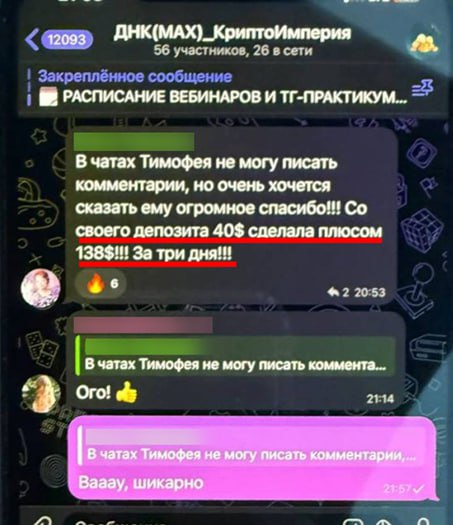 12093
ДНК(MAX)_КриптоИмперия
56 участников, 26 в сети
Закреплённое сообщение
РАСПИСАНИЕ ВЕБИНАРОВ И ТГ-ПРАКТИКУМ...
В чатах Тимофея не могу писать
комментарии, но очень хочется
сказать ему огромное спасибо!!! Со
своего депозита 40$ сделала плюсом
138$!!! За три дня!!!
6
2 20:53
В чатах Тимофея не могу писать коммента...
Ого! 👍
21:14
В чатах Тимофея не могу писать комментарии,...
Вааау, шикарно
21:57